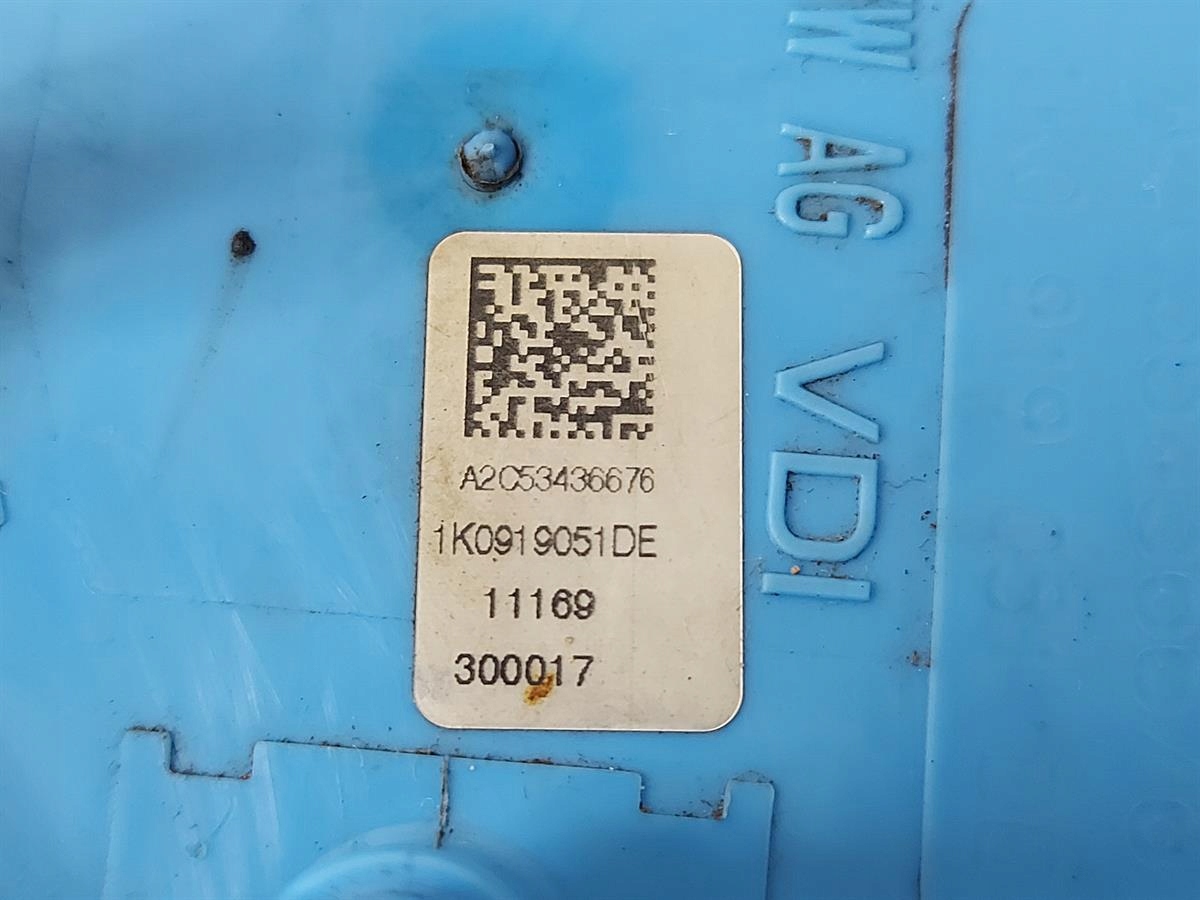 A2C53436676
1K0919051DE
11169
300017
W AG VDI